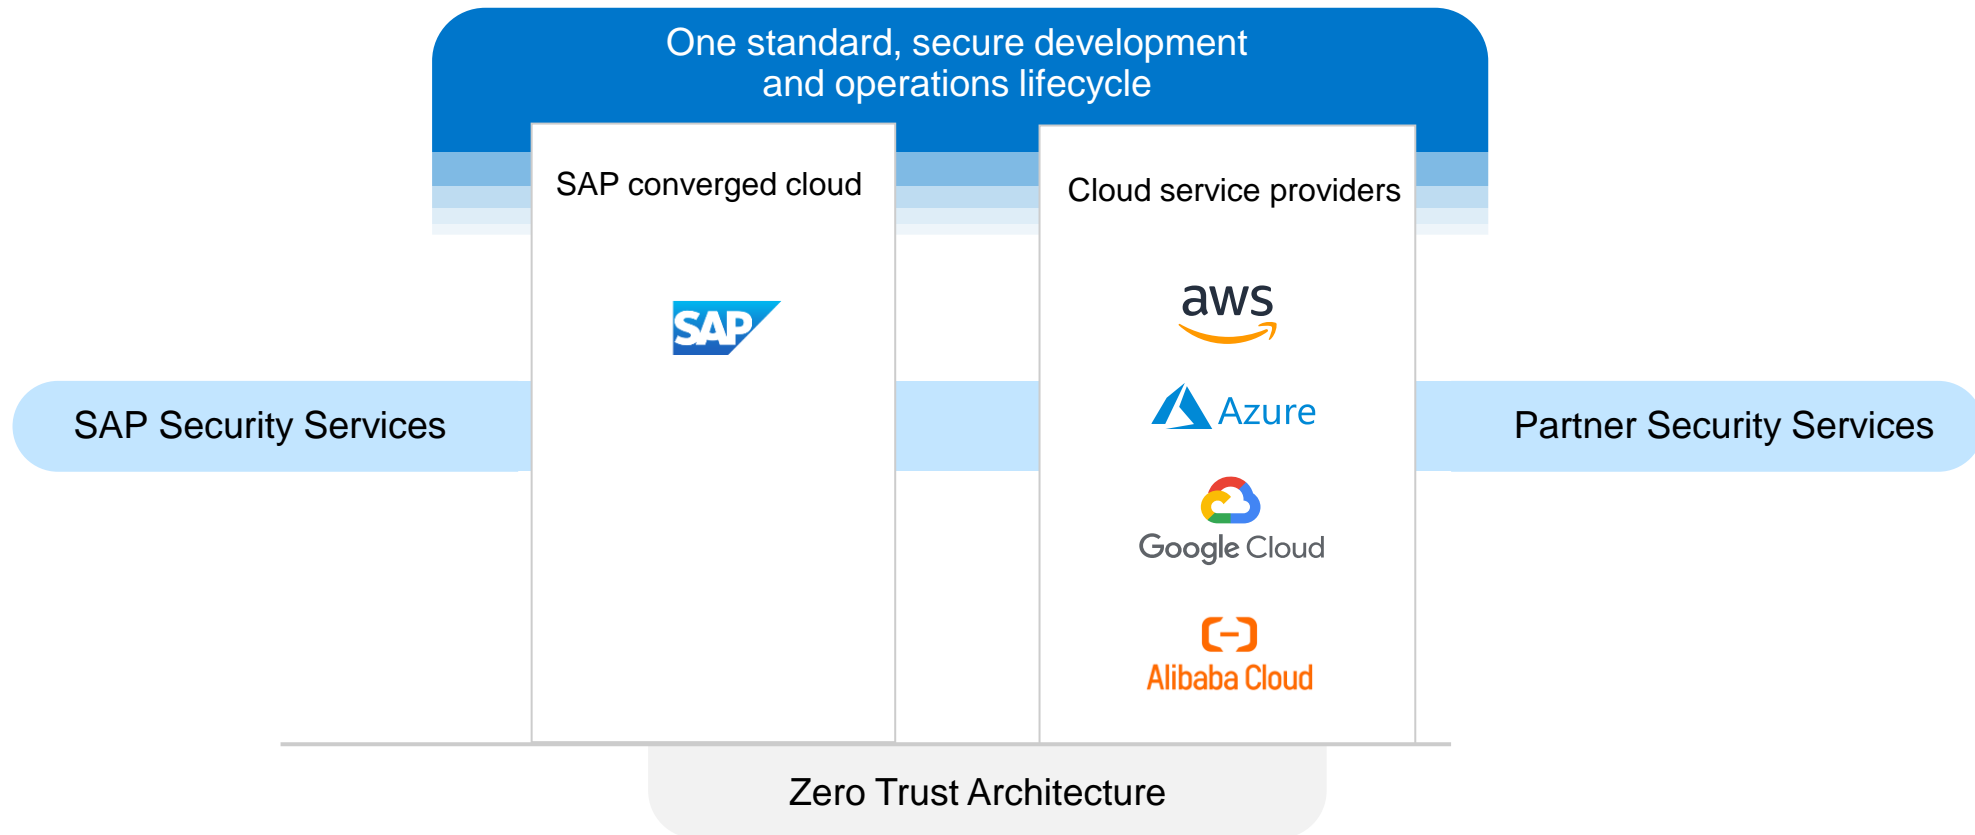 One standard, secure development
and operations lifecycle
SAP converged cloud
Cloud service providers
SAP
aws
Azure
Google Cloud
Alibaba Cloud
SAP Security Services
Partner Security Services
Zero Trust Architecture